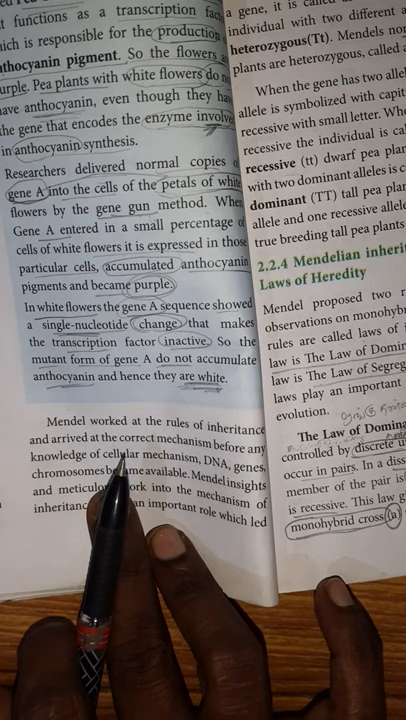 t functions as a transcription fact
hich is responsible for the production
nthocyanin pigment. So the flowers a
urple. Pea plants with white flowers do n
ave anthocyanin, even though they ha
the gene that encodes the enzyme involve
in anthocyanin synthesis.
Researchers delivered normal copies o
gene A into the cells of the petals of white
flowers by the gene gun method. When
Gene A entered in a small percentage o
cells of white flowers it is expressed in those
particular cells, accumulated anthocyanin
pigments and became purple.
In white flowers the gene A sequence showed
a single-nucleotide change that makes
the transcription factor inactive. So the
mutant form of gene A do not accumulate
anthocyanin and hence they are white.
Mendel worked at the rules of inheritance
and arrived at the correct mechanism before any
knowledge of cellular mechanism, DNA, genes,
chromosomes be me available. Mendel insights
and meticulo ork into the mechanism of
inheritanc an important role which led
a gene, it is called
individual with two different a
heterozygous(Tt). Mendels no
plants are heterozygous, called
When the gene has two alle
allele is symbolized with capit
recessive with small letter. Wh
recessive the individual is ca
recessive (tt) dwarf pea plan
with two dominant alleles is c
dominant (TT) tall pea plan
allele and one recessive allele
true breeding tall pea plants
2.2.4 Mendelian inherit
Laws of Heredity
Mendel proposed two r
observations on monohybr
rules are called laws of i
law is The Law of Domin
law is The Law of Segreg
laws play an important
evolution.
The Law of Domina
controlled by discrete u
occur in pairs. In a diss
member of the pair is
is recessive. This law g
monohybrid cross (a)